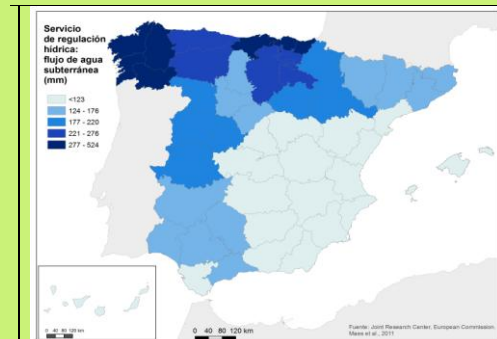 Servicio
de regulación
hídrica:
flujo de agua
subterránea
(mm)
<123
124 - 176
177 - 220
221 - 276
277 - 524
0 40 80 120 km
0 40 80 120 km
Fuente: Joint Research Center, European Commission.
Maes et al., 2011